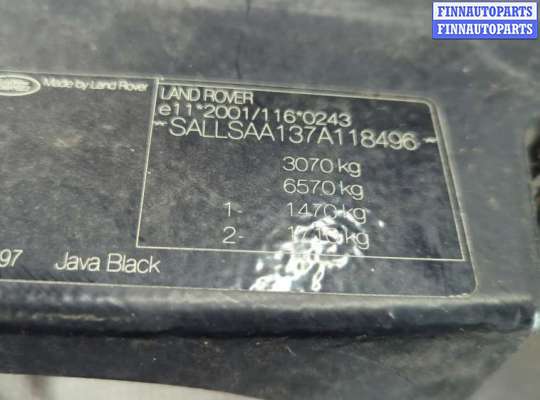 FINNAUTOPARTS
FINNAUTOPARTS
Made by Land Rover
LAND ROVER
e11*2001/116*0243
SALLSAA137A118496
3070 kg
6570 kg
1- 1470 kg
2- kg
97 Java Black